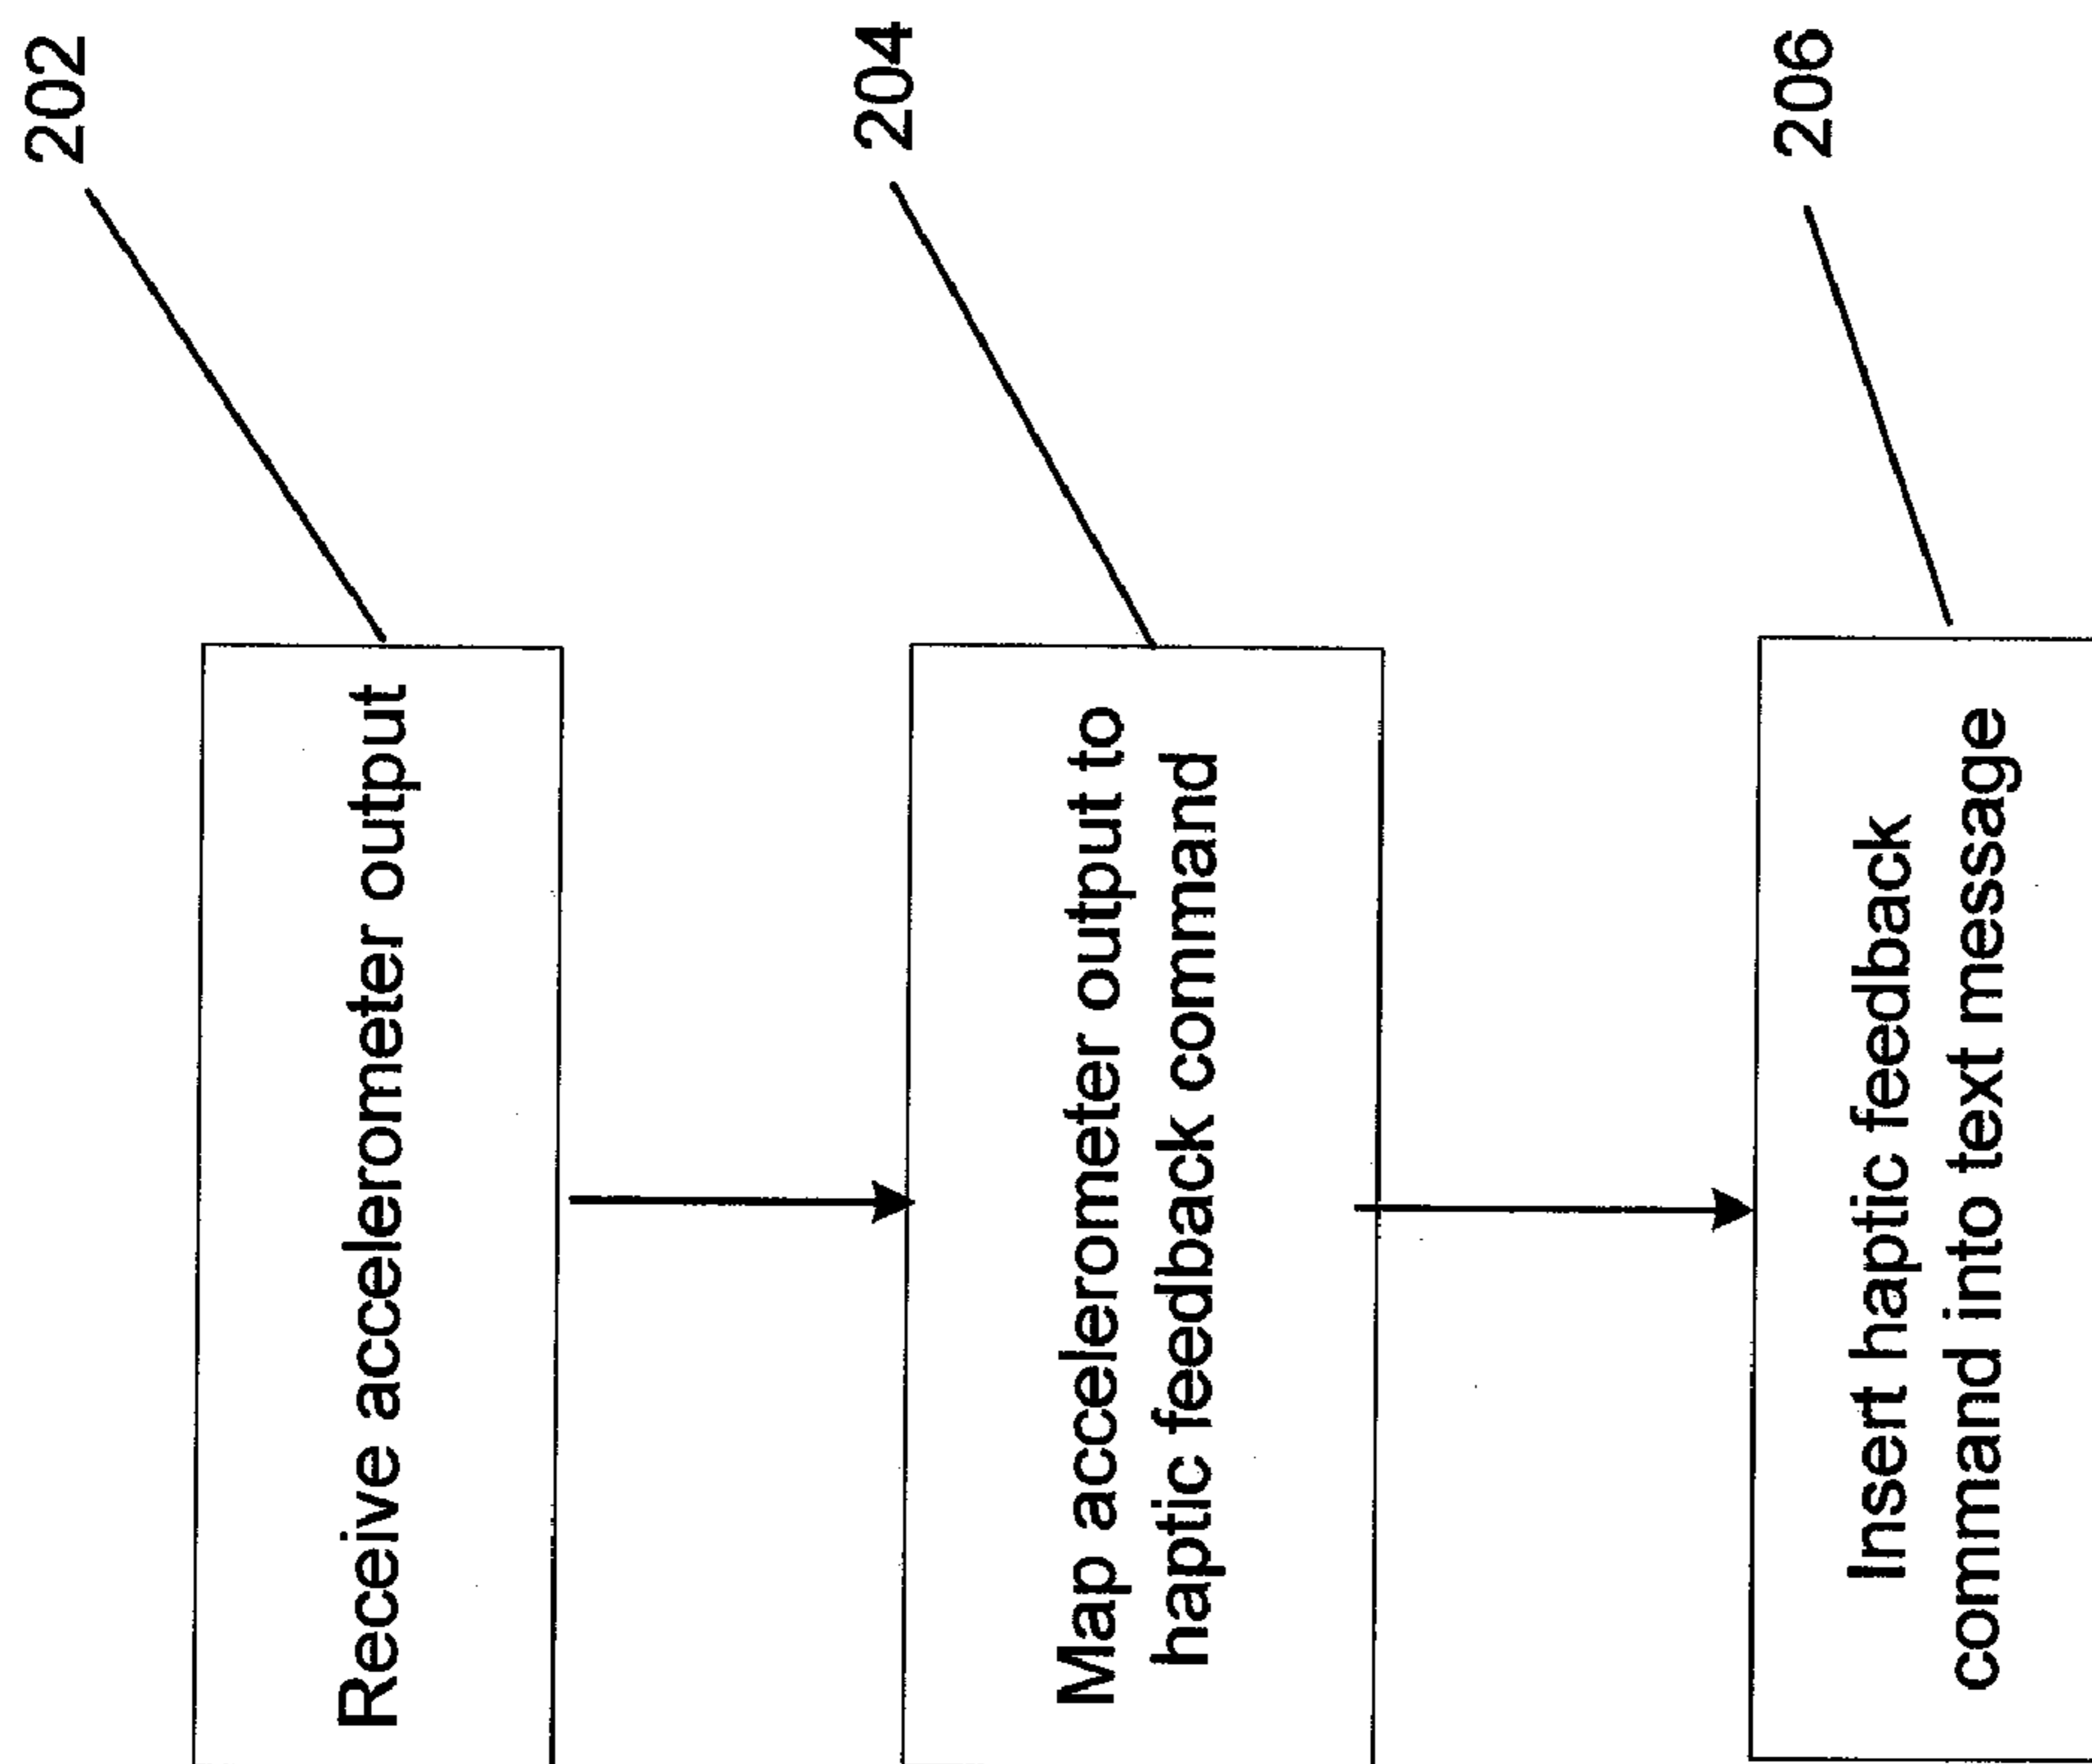 202
Receive accelerometer output
204
Map accelerometer output to
haptic feedback command
206
Insert haptic feedback
command into text message